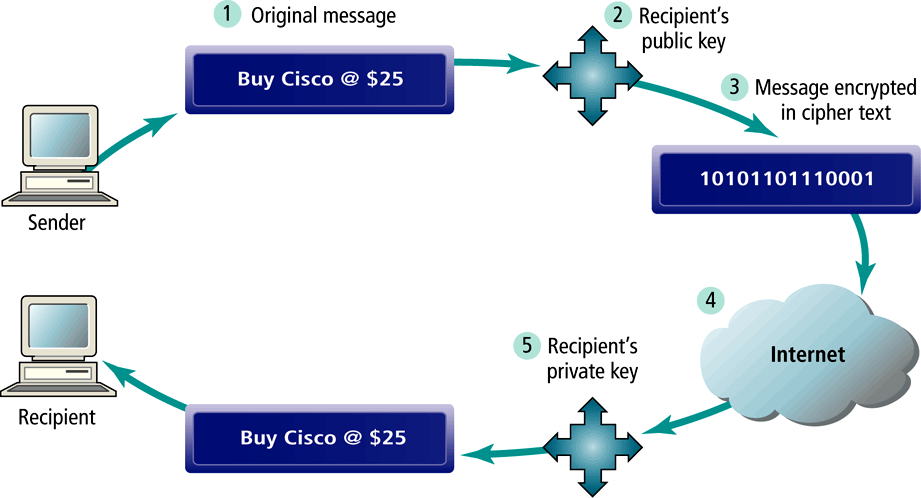 1 Original message
Buy Cisco @ $25
2 Recipient's
public key
3 Message encrypted
in cipher text
10101101110001
Sender
4
Internet
5 Recipient's
private key
Buy Cisco @ $25
Recipient